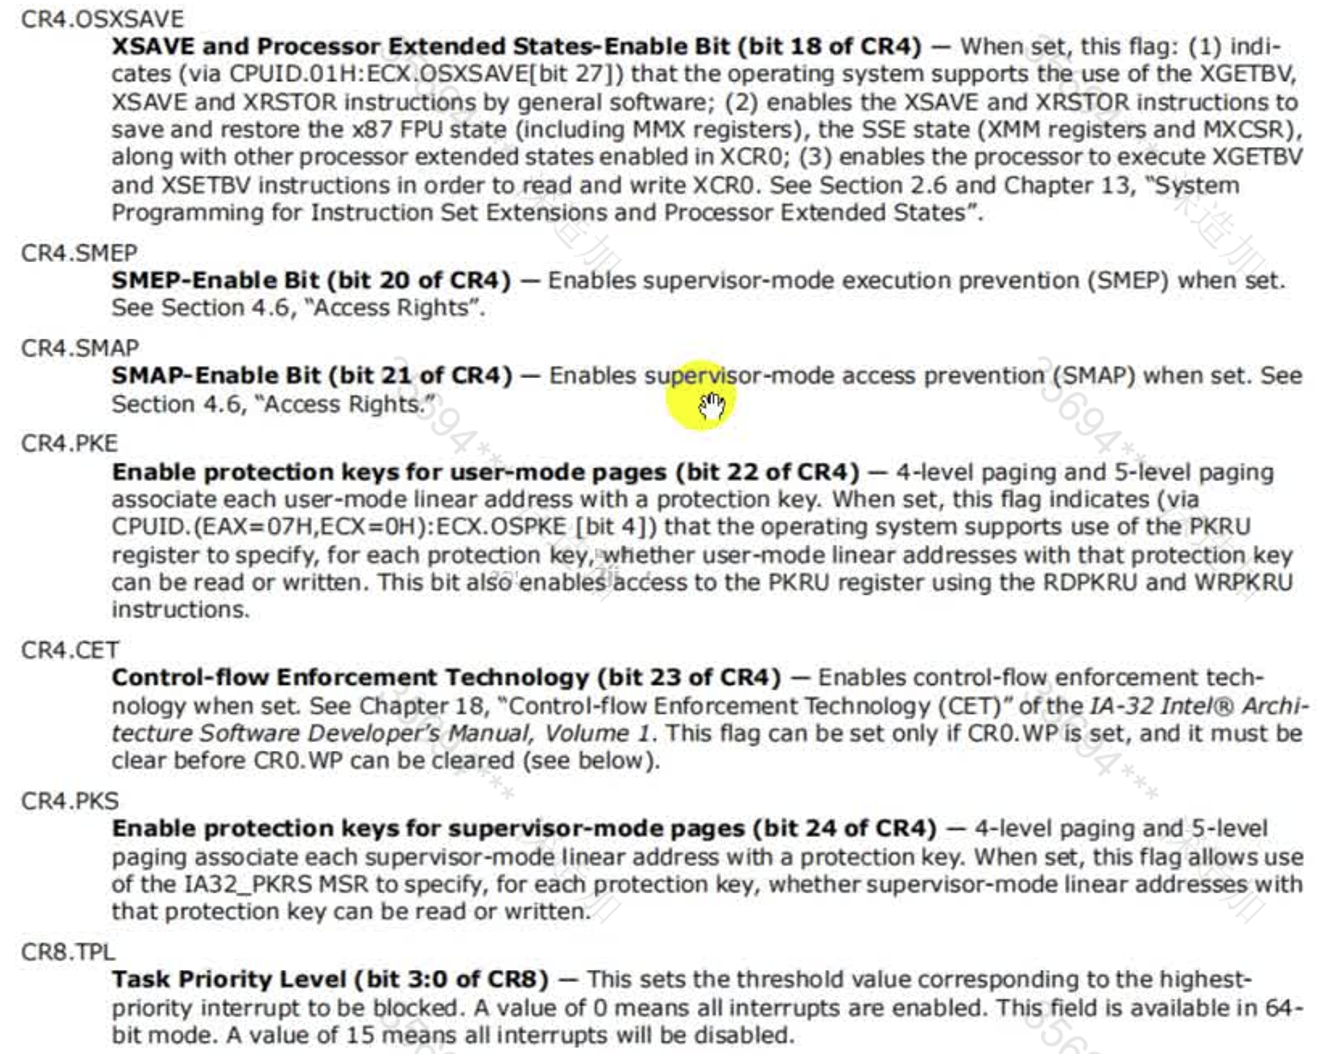 CR4.OSXSAVE
XSAVE and Processor Extended States-Enable Bit (bit 18 of CR4) — When set, this flag: (1) indi-
cates (via CPUID.01H:ECX.OSXSAVE[bit 27]) that the operating system supports the use of the XGETBV,
XSAVE and XRSTOR instructions by general software; (2) enables the XSAVE and XRSTOR instructions to
save and restore the x87 FPU state (including MMX registers), the SSE state (XMM registers and MXCSR),
along with other processor extended states enabled in XCR0; (3) enables the processor to execute XGETBV
and XSETBV instructions in order to read and write XCR0. See Section 2.6 and Chapter 13, “System
Programming for Instruction Set Extensions and Processor Extended States”.
CR4.SMEP
SMEP-Enable Bit (bit 20 of CR4) — Enables supervisor-mode execution prevention (SMEP) when set.
See Section 4.6, “Access Rights”.
CR4.SMAP
SMAP-Enable Bit (bit 21 of CR4) — Enables supervisor-mode access prevention (SMAP) when set. See
Section 4.6, “Access Rights.”
CR4.PKE
Enable protection keys for user-mode pages (bit 22 of CR4) — 4-level paging and 5-level paging
associate each user-mode linear address with a protection key. When set, this flag indicates (via
CPUID.(EAX=07H,ECX=0H):ECX.OSPKE [bit 4]) that the operating system supports use of the PKRU
register to specify, for each protection key, whether user-mode linear addresses with that protection key
can be read or written. This bit also enables access to the PKRU register using the RDPKRU and WRPKRU
instructions.
CR4.CET
Control-flow Enforcement Technology (bit 23 of CR4) — Enables control-flow enforcement tech-
nology when set. See Chapter 18, “Control-flow Enforcement Technology (CET)” of the IA-32 Intel® Archi-
tecture Software Developer’s Manual, Volume 1. This flag can be set only if CR0.WP is set, and it must be
clear before CR0.WP can be cleared (see below).
CR4.PKS
Enable protection keys for supervisor-mode pages (bit 24 of CR4) — 4-level paging and 5-level
paging associate each supervisor-mode linear address with a protection key. When set, this flag allows use
of the IA32_PKRS MSR to specify, for each protection key, whether supervisor-mode linear addresses with
that protection key can be read or written.
CR8.TPL
Task Priority Level (bit 3:0 of CR8) — This sets the threshold value corresponding to the highest-
priority interrupt to be blocked. A value of 0 means all interrupts are enabled. This field is available in 64-
bit mode. A value of 15 means all interrupts will be disabled.